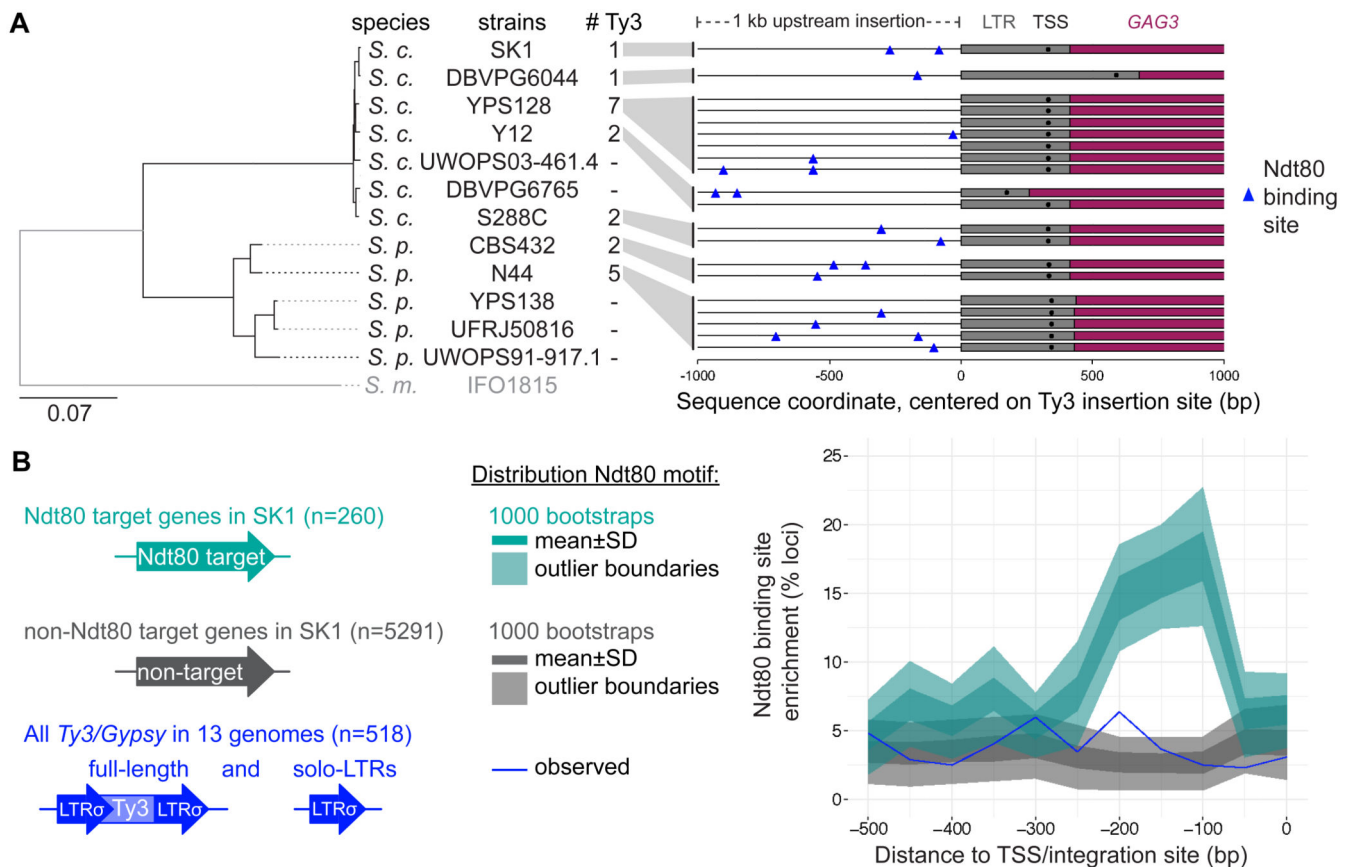 A
species strains # Ty3
1 kb upstream insertion
LTR TSS GAG3
S. c. SK1 1
S. c. DBVPG6044 1
S. c. YPS128 7
S. c. Y12 2
S. c. UWOPS03-461.4 -
S. c. DBVPG6765 -
S. c. S288C 2
S. p. CBS432 2
S. p. N44 5
S. p. YPS138 -
S. p. UFRJ50816 -
S. p. UWOPS91-917.1 -
S. m. IFO1815
0.07
Ndt80
binding
site
-1000 -500 0 500 1000
Sequence coordinate, centered on Ty3 insertion site (bp)
B
Ndt80 target genes in SK1 (n=260)
Ndt80 target
non-Ndt80 target genes in SK1 (n=5291)
non-target
All Ty3/Gypsy in 13 genomes (n=518)
full-length and solo-LTRs
LTRσ Ty3 LTRσ LTRσ
Distribution Ndt80 motif:
1000 bootstraps
mean±SD
outlier boundaries
1000 bootstraps
mean±SD
outlier boundaries
observed
Ndt80 binding site
enrichment (% loci)
25
20
15
10
5
0
−500 −400 −300 −200 −100 0
Distance to TSS/integration site (bp)